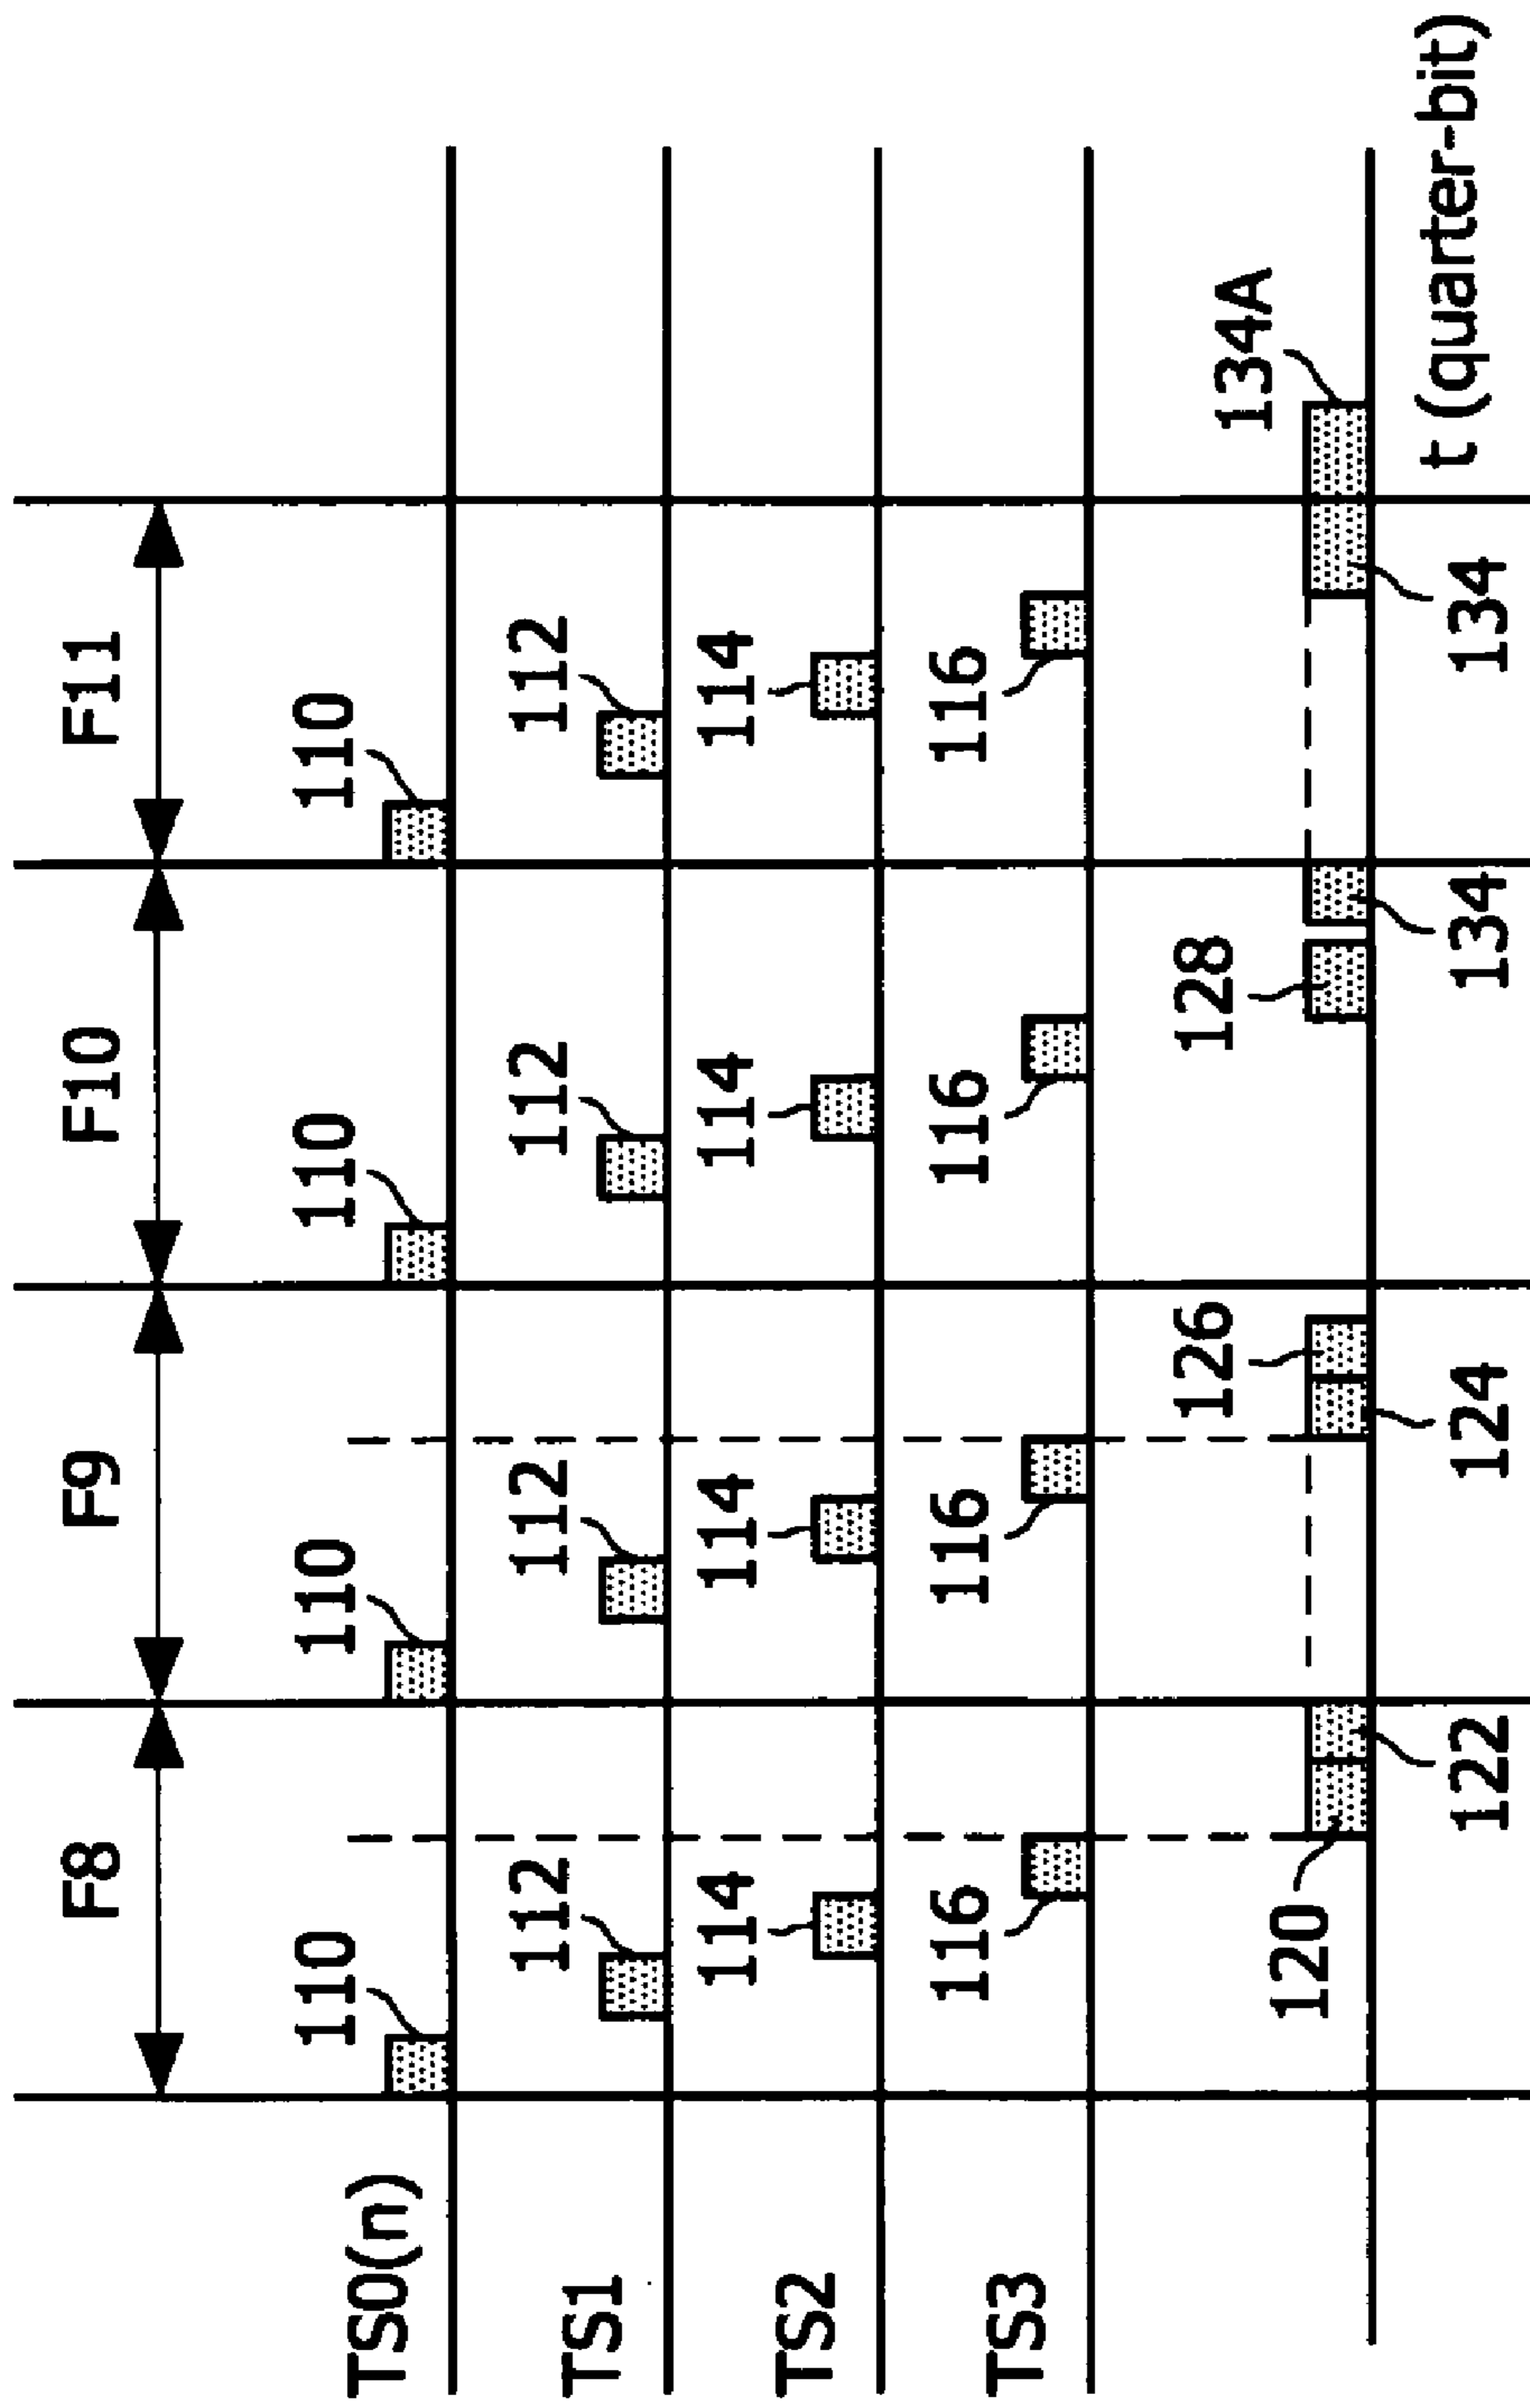 F8 F9 F10 F11
TS0(n) 110 110 110 110
TS1 112 112 112 112
TS2 114 114 114 114
TS3 116 116 116 116
126 128 134A
120 122 124 134 134
t (quarter-bit)